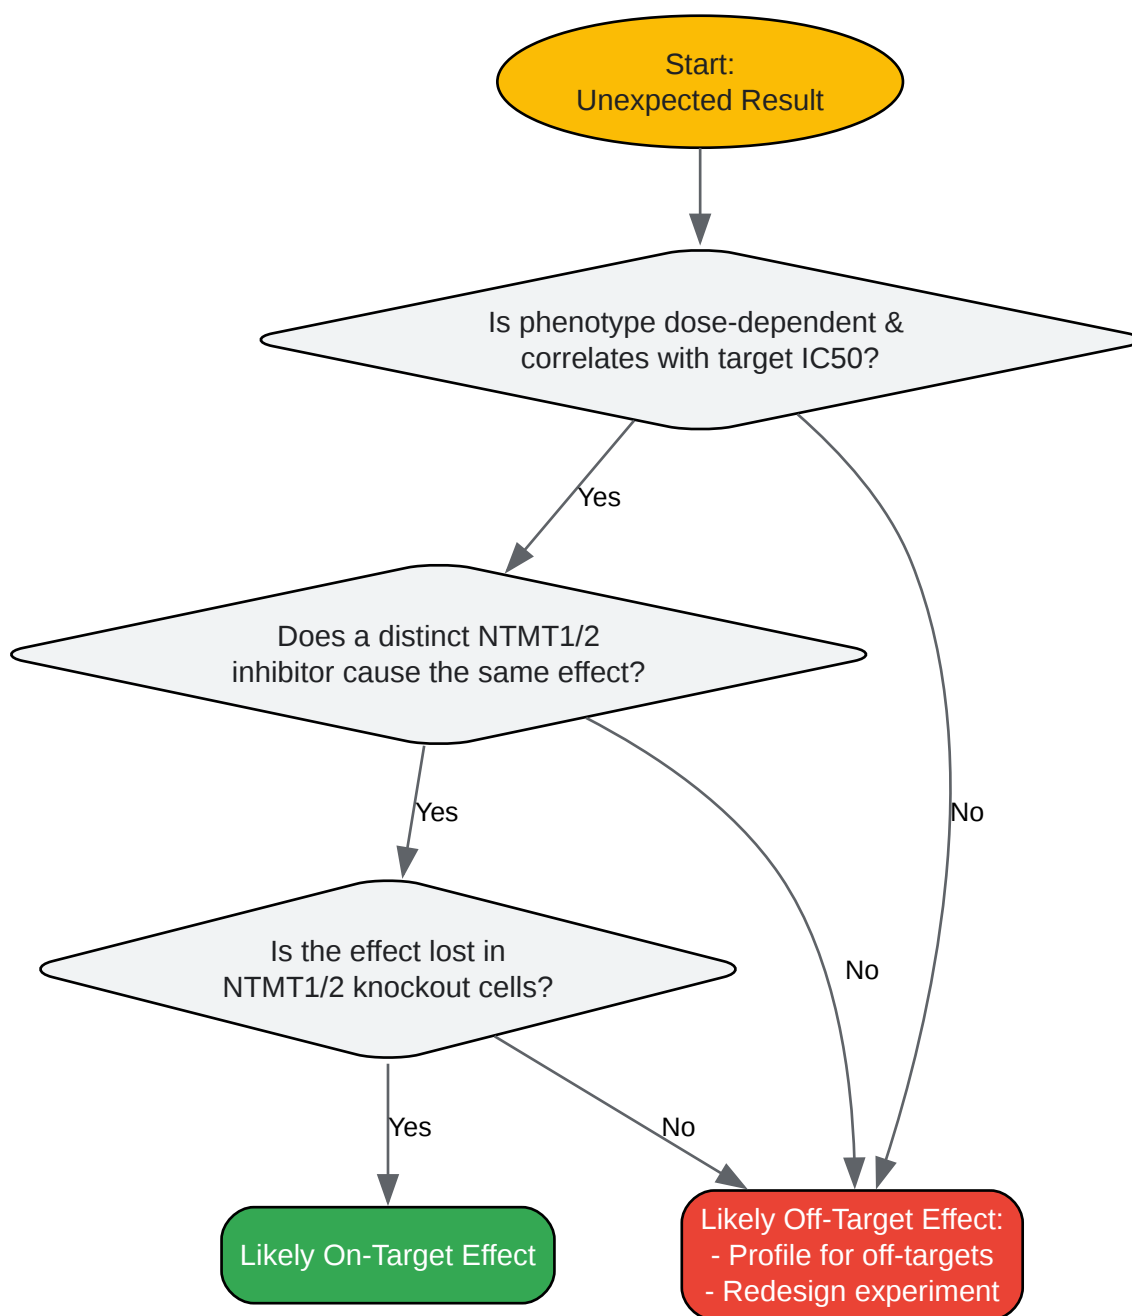 Start:
Unexpected Result
Is phenotype dose-dependent &
correlates with target IC50?
Yes
Does a distinct NTMT1/2
inhibitor cause the same effect?
Yes
No
Is the effect lost in
NTMT1/2 knockout cells?
No
Yes
No
Likely On-Target Effect
Likely Off-Target Effect:
- Profile for off-targets
- Redesign experiment